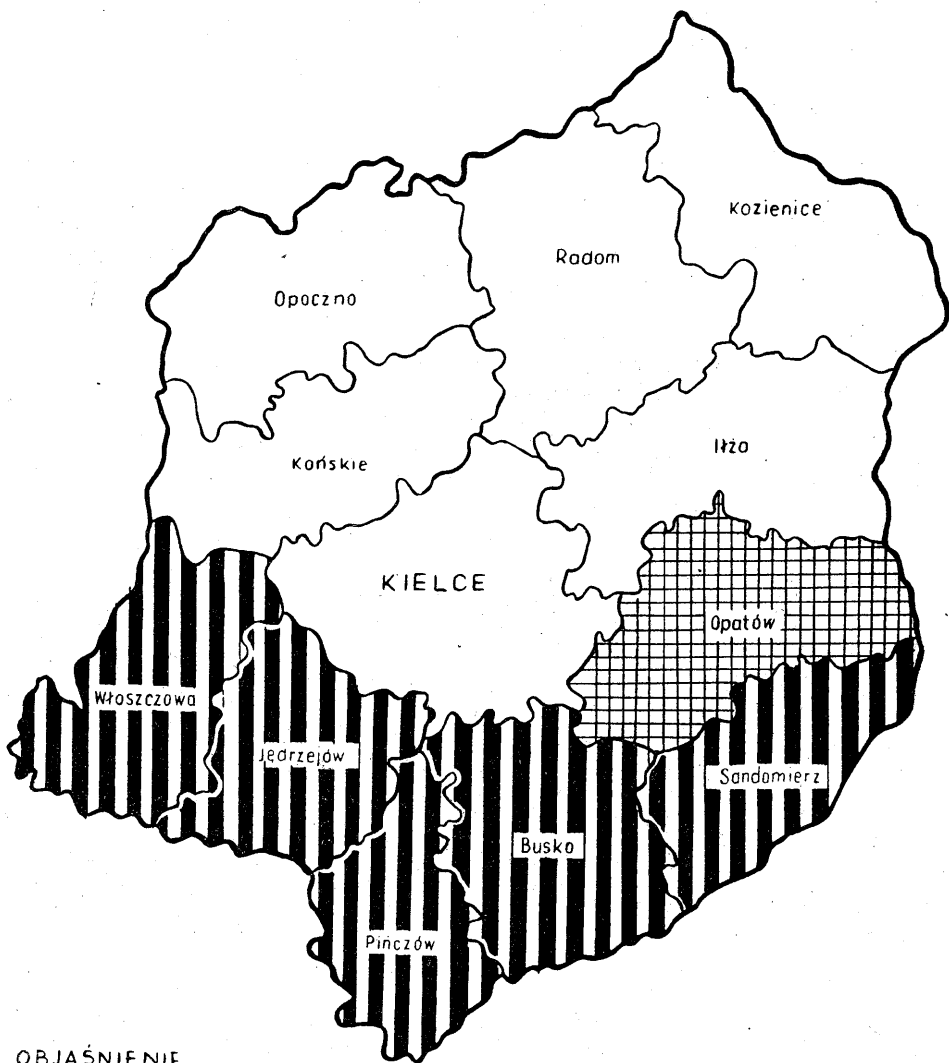 Kozienice
Radom
Opoczno
Iłża
Końskie
KIELCE
Opatów
Włoszczowa
Jędrzejów
Sandomierz
Busko
Pińczów
OBJAŚNIENIE